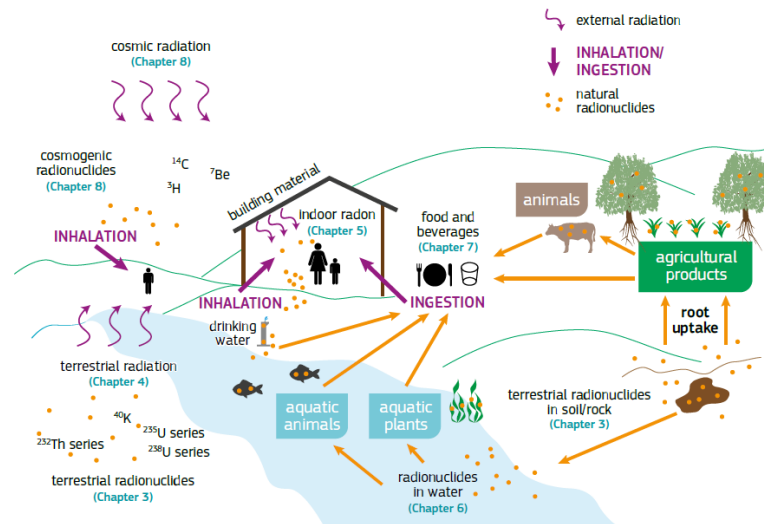 external radiation
INHALATION/
INGESTION
natural
radionuclides
cosmic radiation
(Chapter 8)
cosmogenic
radionuclides
(Chapter 8)
¹⁴C
³H
⁷Be
INHALATION
building material
indoor radon
(Chapter 5)
food and
beverages
(Chapter 7)
animals
agricultural
products
INHALATION
INGESTION
drinking
water
root
uptake
terrestrial radiation
(Chapter 4)
aquatic
animals
aquatic
plants
terrestrial radionuclides
in soil/rock
(Chapter 3)
⁴⁰K
²³²Th series
²³⁵U series
²³⁸U series
terrestrial radionuclides
(Chapter 3)
radionuclides
in water
(Chapter 6)